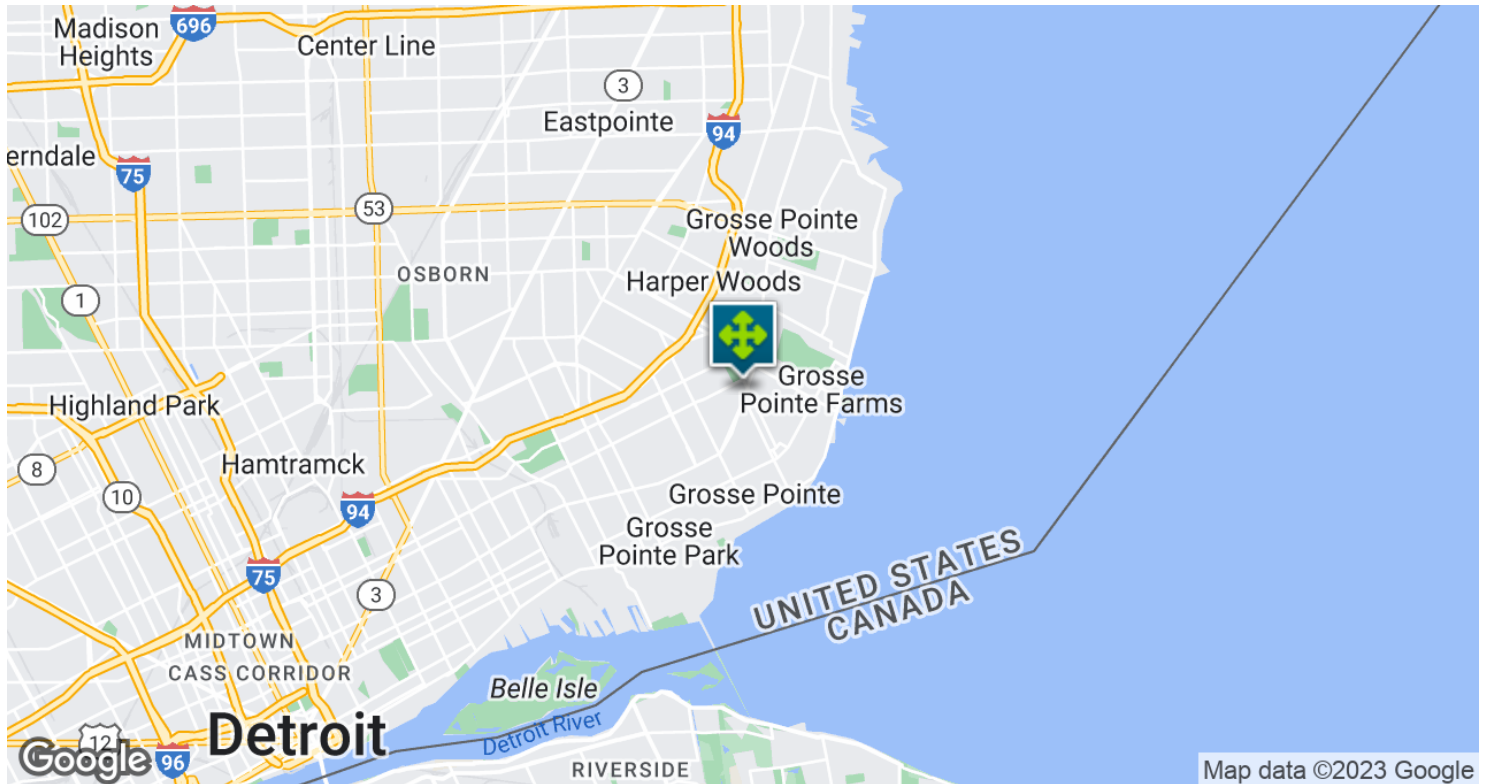 Madison
Heights
696
Center Line
3
Eastpointe
94
erndale
75
102
53
Grosse Pointe
Woods
OSBORN
Harper Woods
1
Grosse
Pointe Farms
Highland Park
8
Hamtramck
10
94
Grosse Pointe
Grosse
Pointe Park
UNITED STATES
CANADA
75
3
MIDTOWN
CASS CORRIDOR
Belle Isle
Detroit River
Detroit
12
Google
96
RIVERSIDE
Map data ©2023 Google